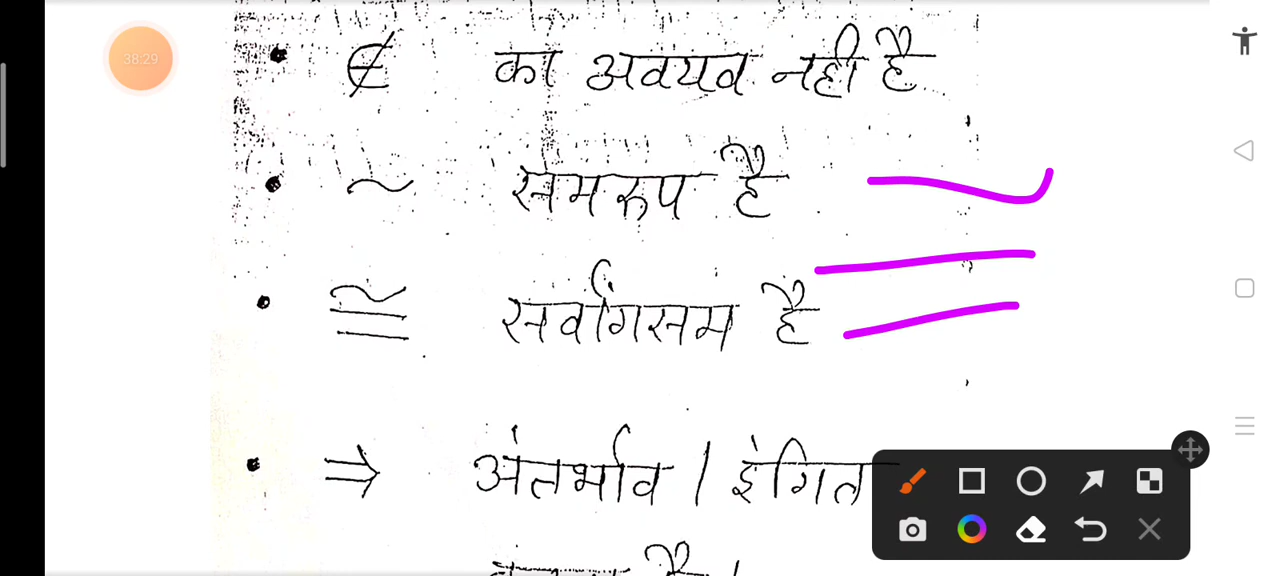 38:29
• ∉ का अवयव नही है
• ~ समरुप है
• ≅ सर्वांगसम है
• ⇒ अंतर्भाव / इंगित